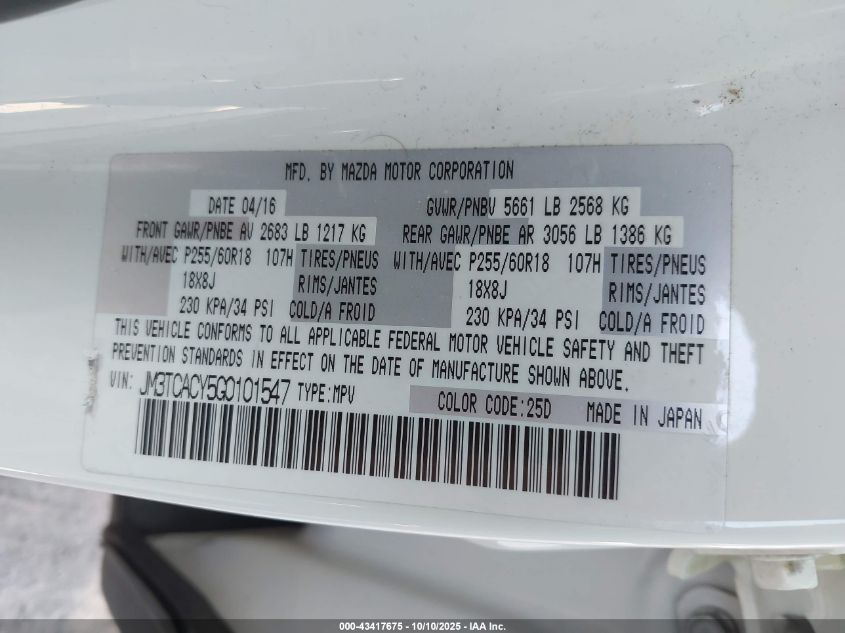 MFD. BY MAZDA MOTOR CORPORATION
DATE 04/16 GVWR/PNBV 5661 LB 2568 KG
FRONT GAWR/PNBE AV 2683 LB 1217 KG REAR GAWR/PNBE AR 3056 LB 1386 KG
WITH/AVEC P255/60R18 107H TIRES/PNEUS WITH/AVEC P255/60R18 107H TIRES/PNEUS
18X8J RIMS/JANTES 18X8J RIMS/JANTES
230 KPA/34 PSI COLD/A FROID 230 KPA/34 PSI COLD/A FROID
THIS VEHICLE CONFORMS TO ALL APPLICABLE FEDERAL MOTOR VEHICLE SAFETY AND THEFT
PREVENTION STANDARDS IN EFFECT ON THE DATE OF MANUFACTURE SHOWN ABOVE.
VIN: JM3TCACY5G0101547 TYPE:MPV COLOR CODE:25D MADE IN JAPAN
000-43417675 - 10/10/2025 - IAA Inc.